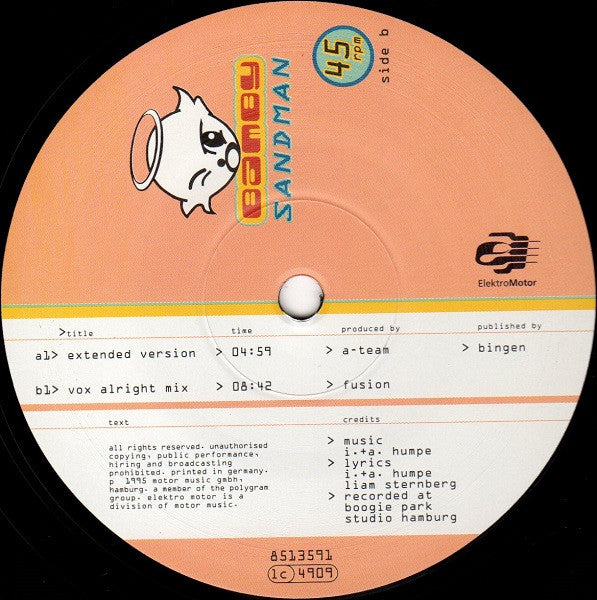 BAMBY
SANDMAN
45
rpm
side b
ElektroMotor
>title time produced by published by
a1> extended version > 04:59 > a-team > bingen
b1> vox alright mix > 08:42 > fusion
text credits
all rights reserved. unauthorised
copying, public performance,
hiring and broadcasting
prohibited. printed in germany.
p 1995 motor music gmbh,
hamburg. a member of the polygram
group. elektro motor is a
division of motor music.
> music
i.+a. humpe
> lyrics
i.+a. humpe
liam sternberg
> recorded at
boogie park
studio hamburg
8513591
lc 4909